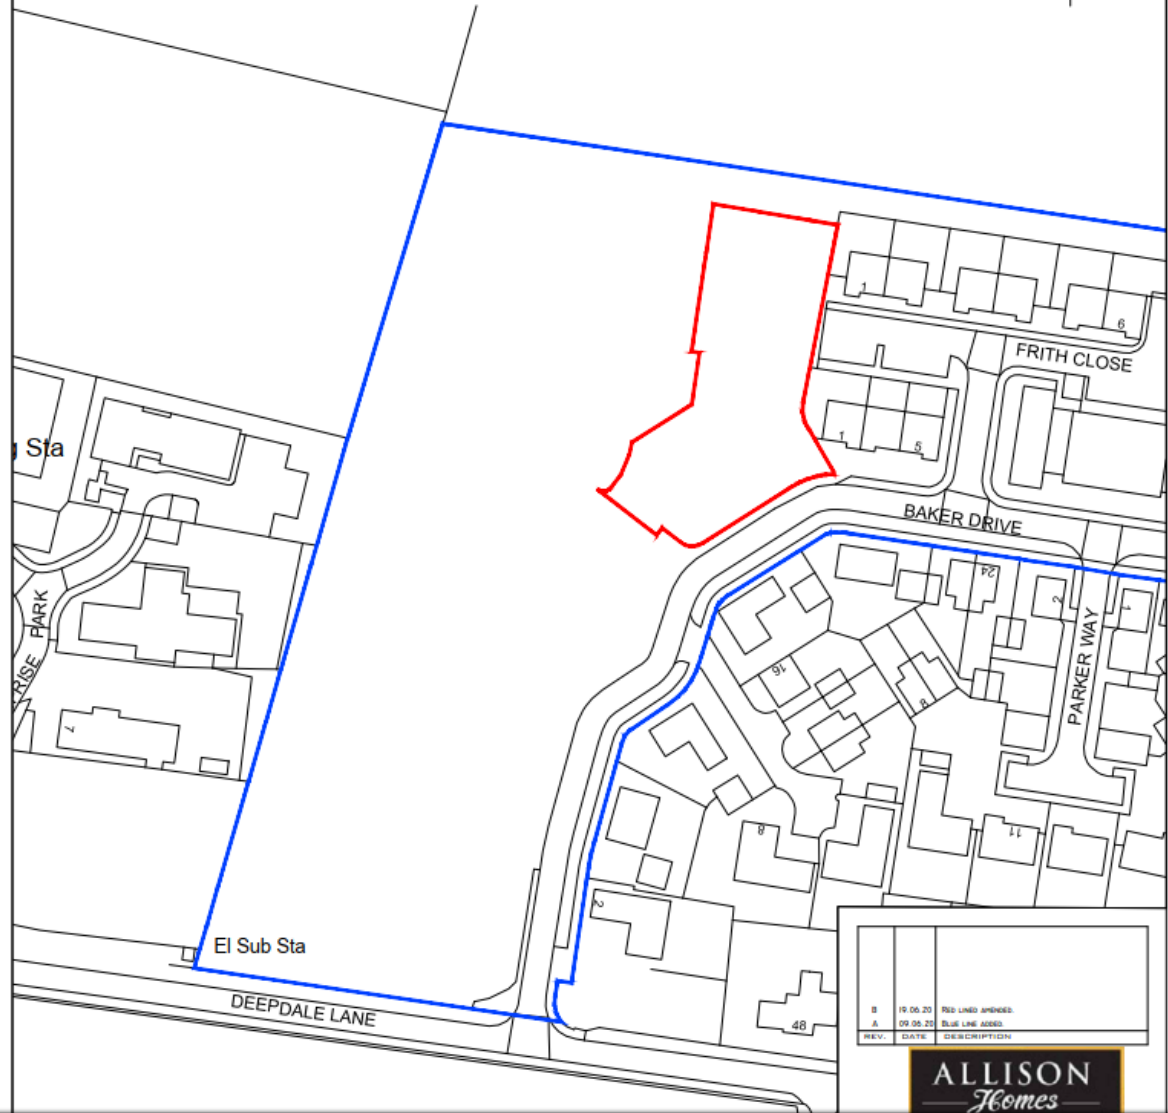 1
6
FRITH CLOSE
g Sta
1
5
BAKER DRIVE
24
2
1
PARK
RISE
PARKER WAY
16
8
7
8
11
2
El Sub Sta
DEEPDALE LANE
48
B 19.06.20 RED LINED AMENDED.
A 09.06.20 BLUE LINE ADDED.
REV. DATE DESCRIPTION
ALLISON
Homes